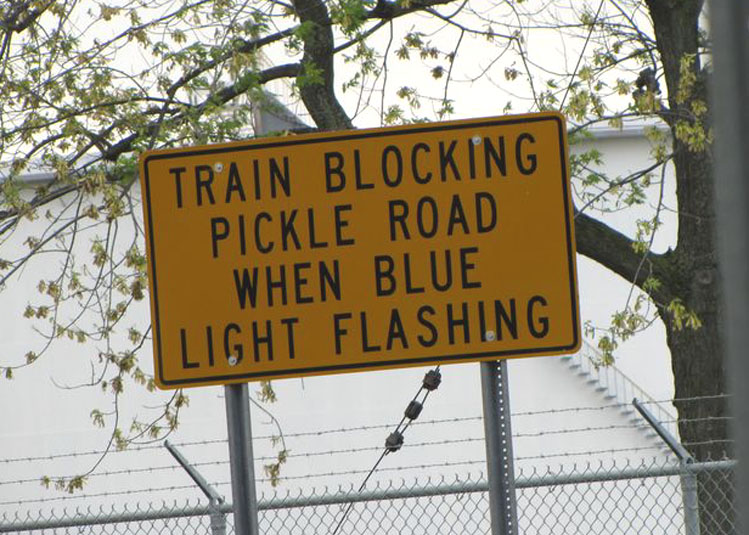 TRAIN BLOCKING
PICKLE ROAD
WHEN BLUE
LIGHT FLASHING